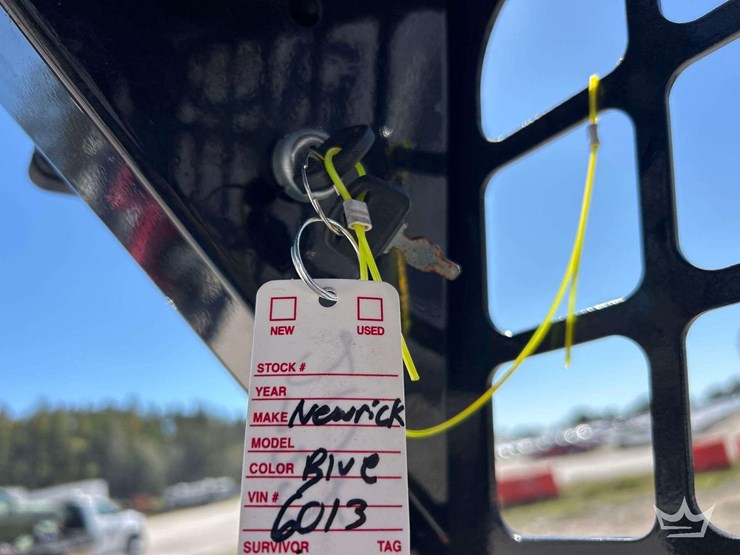 NEW USED
STOCK #
YEAR
MAKE Newrick
MODEL
COLOR Blue
VIN # 6013
SURVIVOR TAG